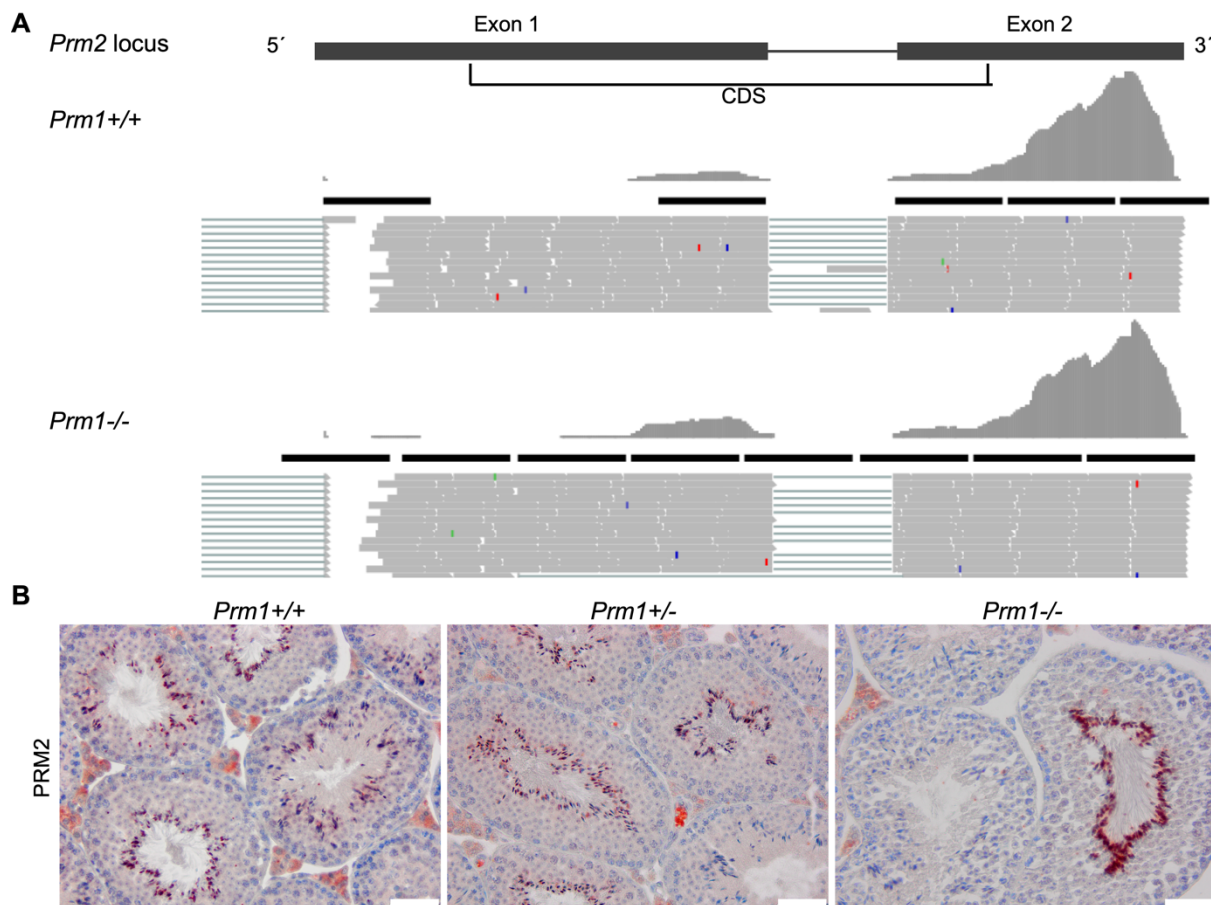 A
Prm2 locus
5´
Exon 1
Exon 2
3´
CDS
Prm1+/+
Prm1-/-
B
Prm1+/+
Prm1+/-
Prm1-/-
PRM2